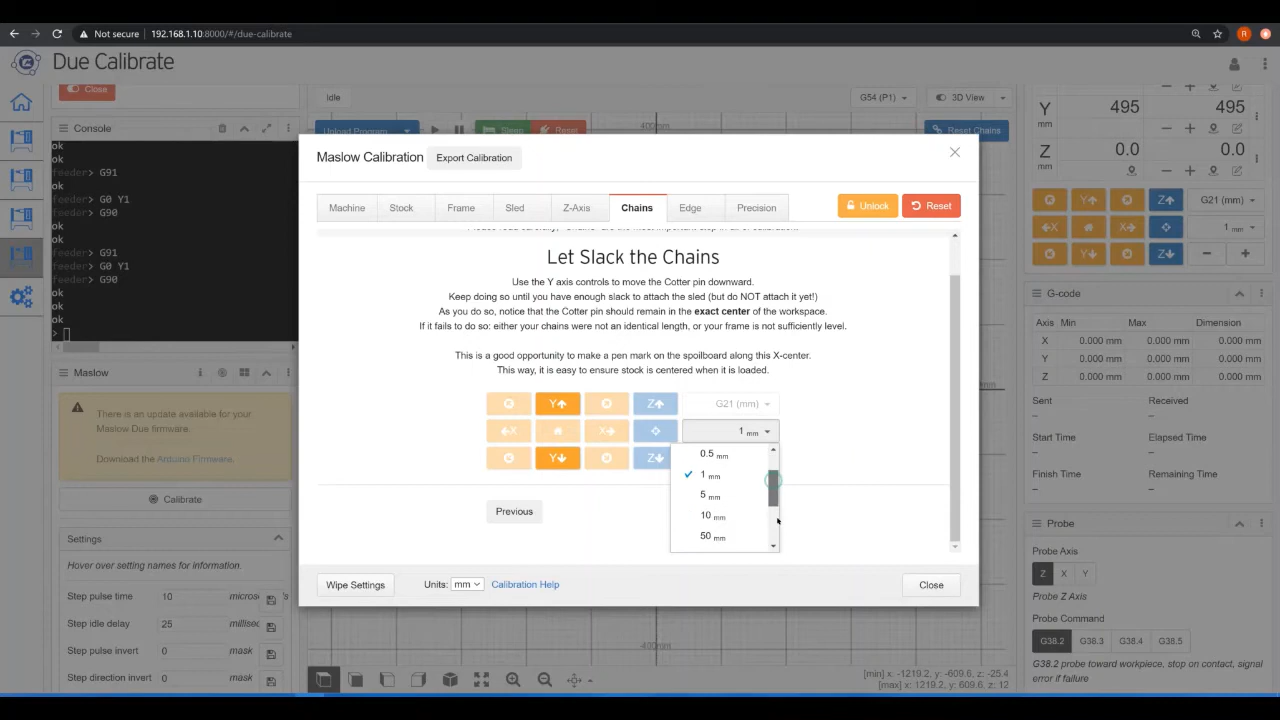 Not secure 192.168.1.10:8000/#/due-calibrate
R
Due Calibrate
Close
Console
ok
ok
feeder> G91
ok
feeder> G0 Y1
feeder> G90
ok
ok
feeder> G91
feeder> G0 Y1
feeder> G90
ok
ok
ok
>
Maslow
There is an update available for your
Maslow Due firmware.
Download the Arduino Firmware.
Calibrate
Settings
Hover over setting names for information.
Step pulse time 10
Step idle delay 25
Step pulse invert 0 mask
Step direction invert 0 mask
Idle G54 (P1) 3D View
Upload Program Sleep Reset 400mm Reset Chains
Maslow Calibration Export Calibration
Machine Stock Frame Sled Z-Axis Chains Edge Precision Unlock Reset
Let Slack the Chains
Use the Y axis controls to move the Cotter pin downward.
Keep doing so until you have enough slack to attach the sled (but do NOT attach it yet!)
As you do so, notice that the Cotter pin should remain in the exact center of the workspace.
If it fails to do so: either your chains were not an identical length, or your frame is not sufficiently level.
This is a good opportunity to make a pen mark on the spoilboard along this X-center.
This way, it is easy to ensure stock is centered when it is loaded.
Y↑ Z↑ G21 (mm)
←X X→ 1 mm
Y↓ Z↓
0.5 mm
1 mm
5 mm
10 mm
50 mm
Previous
Wipe Settings Units: mm Calibration Help Close
-400mm
[min] x: -1219.2, y: -609.6, z: -25.4
[max] x: 1219.2, y: 609.6, z: 12
Y 495 495
mm
Z 0.0 0.0
mm
Y↑ Z↑ G21 (mm)
←X X→ 1 mm
Y↓ Z↓
G-code
Axis Min Max Dimension
X 0.000 mm 0.000 mm 0.000 mm
Y 0.000 mm 0.000 mm 0.000 mm
Z 0.000 mm 0.000 mm 0.000 mm
Sent Received
– –
Start Time Elapsed Time
– –
Finish Time Remaining Time
– –
Probe
Probe Axis
Z X Y
Probe Z Axis
Probe Command
G38.2 G38.3 G38.4 G38.5
G38.2 probe toward workpiece, stop on contact, signal
error if failure